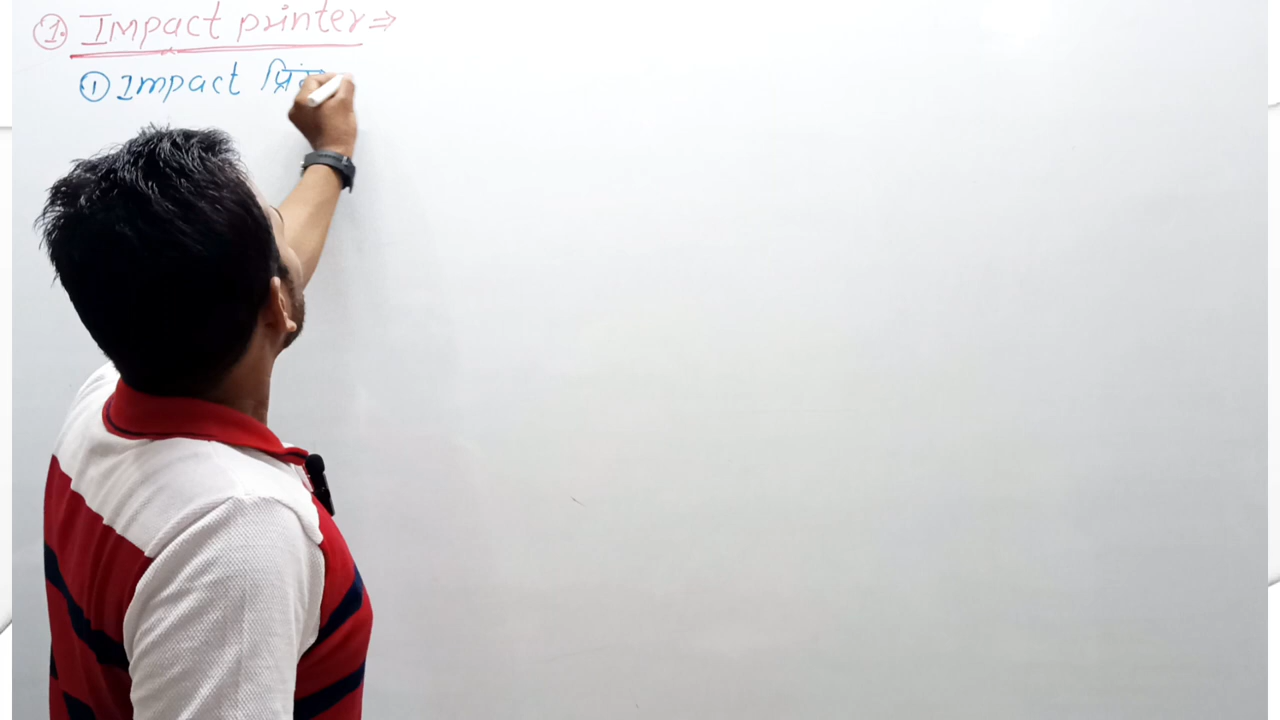 ① Impact printer ⇒
① Impact